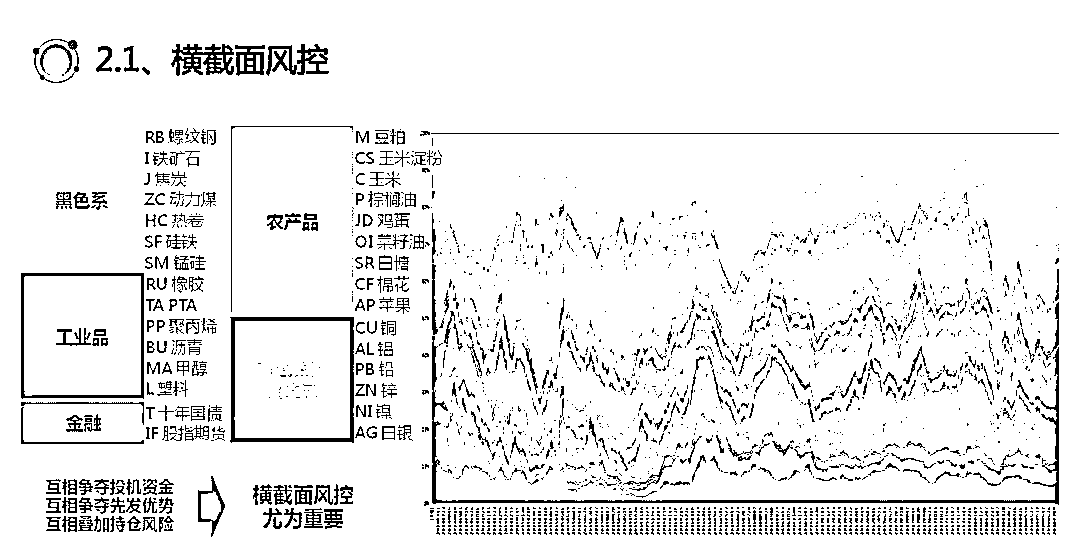 2.1、横截面风控
黑色系
RB 螺纹钢
I 铁矿石
J 焦炭
ZC 动力煤
HC 热卷
SF 硅铁
SM 锰硅
工业品
RU 橡胶
TA PTA
PP 聚丙烯
BU 沥青
MA 甲醇
L 塑料
金融
T 十年国债
IF 股指期货
农产品
M 豆粕
CS 玉米淀粉
C 玉米
P 棕榈油
JD 鸡蛋
OI 菜籽油
SR 白糖
CF 棉花
AP 苹果
CU 铜
AL 铝
PB 铅
ZN 锌
NI 镍
AG 白银
互相争夺投机资金
互相争夺先发优势
互相叠加持仓风险
横截面风控
尤为重要